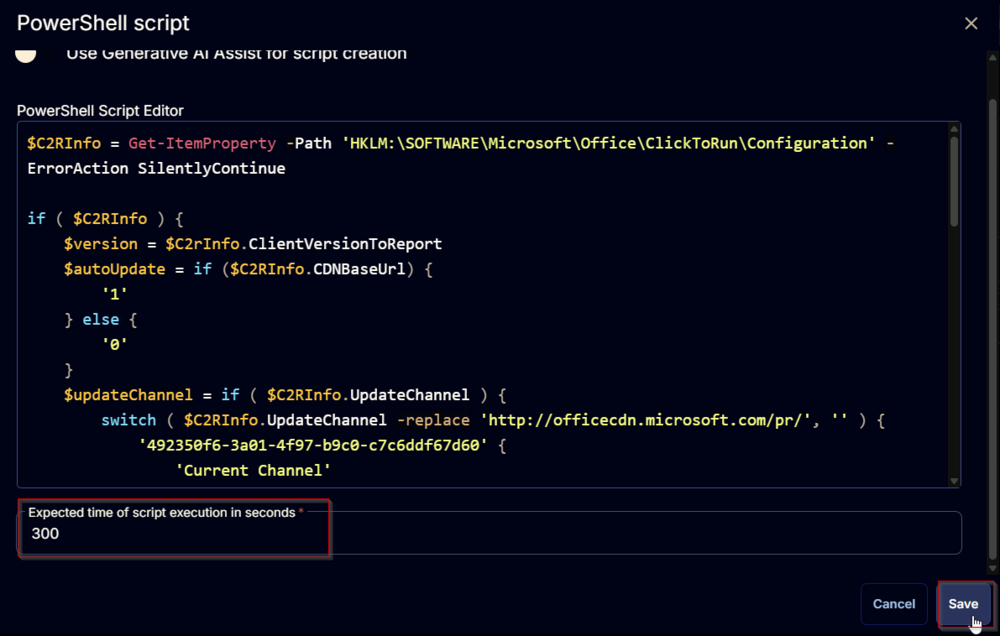 PowerShell script
Use Generative AI Assist for script creation
PowerShell Script Editor
$C2RInfo = Get-ItemProperty -Path 'HKLM:\SOFTWARE\Microsoft\Office\ClickToRun\Configuration' -
ErrorAction SilentlyContinue
if ( $C2RInfo ) {
$version = $C2rInfo.ClientVersionToReport
$autoUpdate = if ($C2RInfo.CDNBaseUrl) {
'1'
} else {
'0'
}
$updateChannel = if ( $C2RInfo.UpdateChannel ) {
switch ( $C2RInfo.UpdateChannel -replace 'http://officecdn.microsoft.com/pr/', '' ) {
'492350f6-3a01-4f97-b9c0-c7c6ddf67d60' {
'Current Channel'
Expected time of script execution in seconds *
300
Cancel
Save